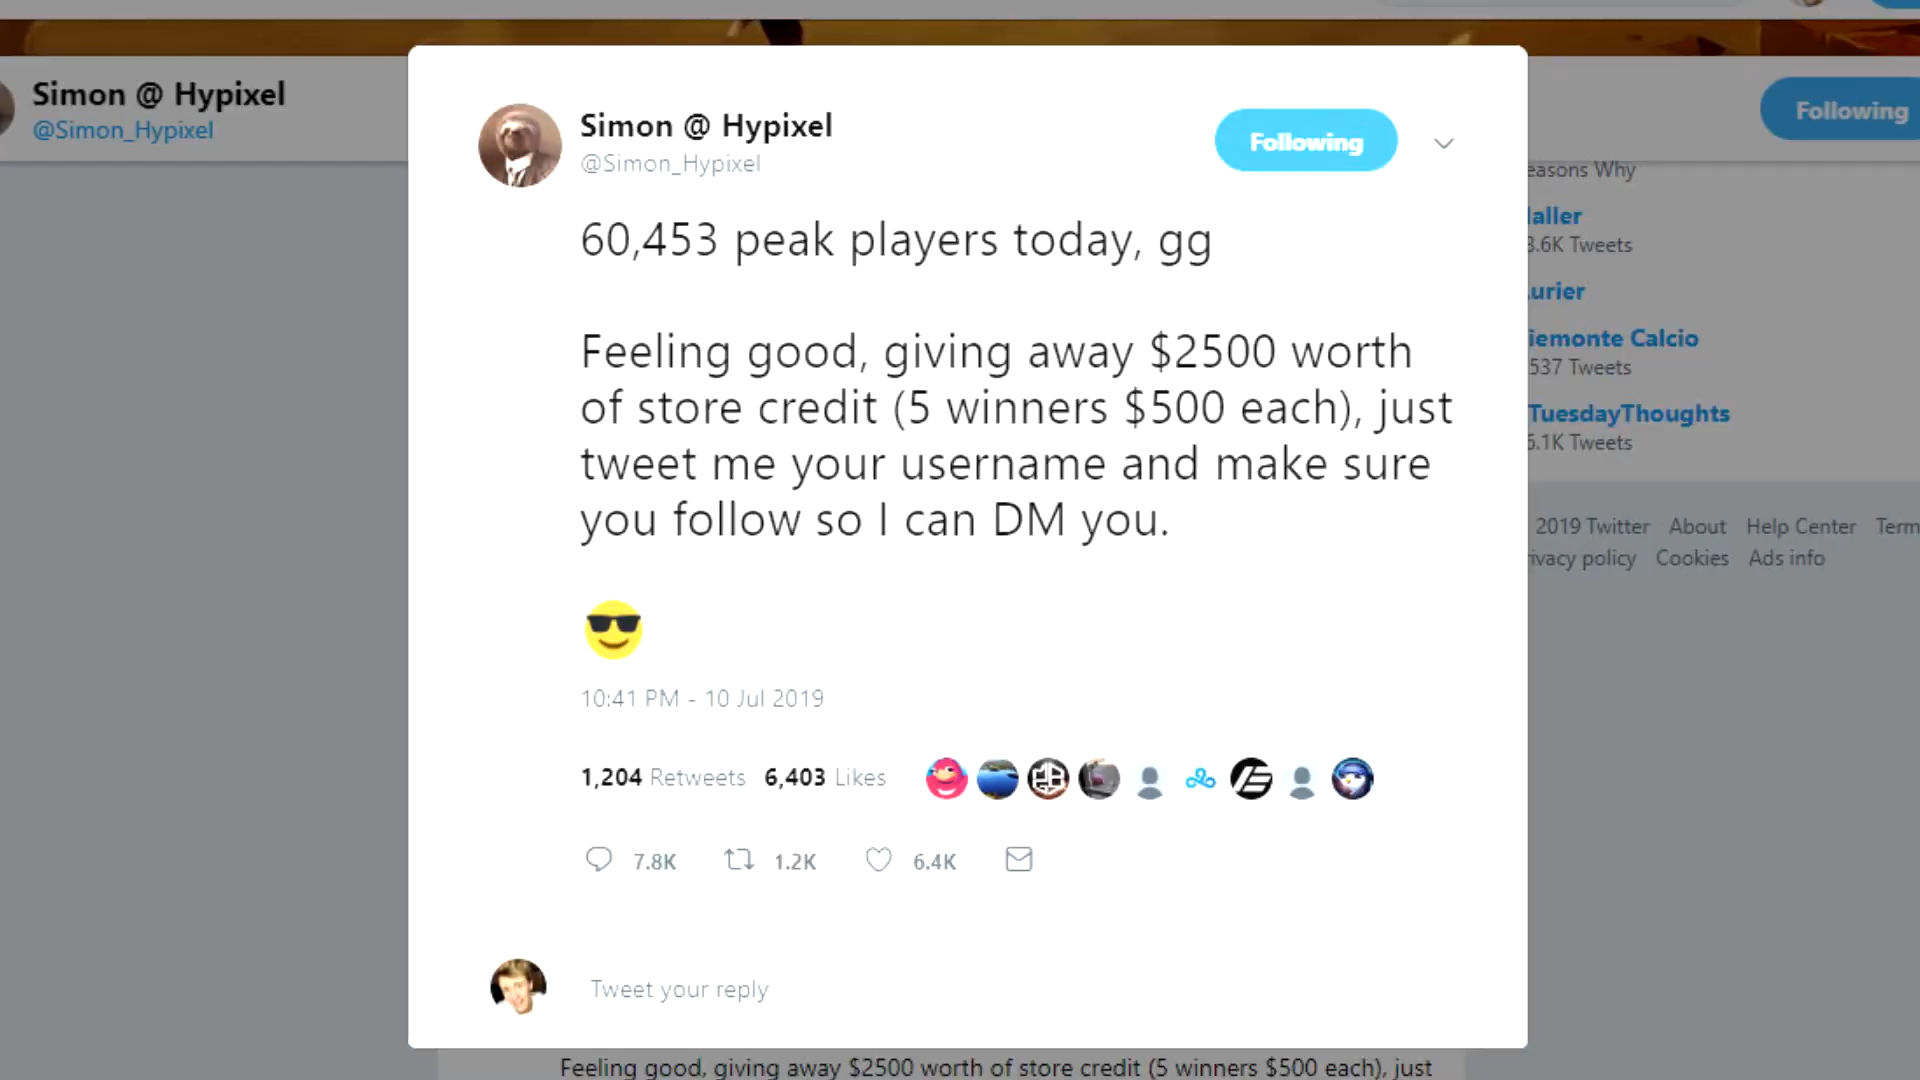 Simon @ Hypixel
@Simon_Hypixel
Following
Simon @ Hypixel
@Simon_Hypixel
Following
60,453 peak players today, gg
Feeling good, giving away $2500 worth
of store credit (5 winners $500 each), just
tweet me your username and make sure
you follow so I can DM you.
10:41 PM - 10 Jul 2019
1,204 Retweets 6,403 Likes
7.8K 1.2K 6.4K
Tweet your reply
easons Why
aller
3.6K Tweets
urier
iemonte Calcio
537 Tweets
TuesdayThoughts
5.1K Tweets
2019 Twitter About Help Center Term
ivacy policy Cookies Ads info
Feeling good, giving away $2500 worth of store credit (5 winners $500 each), just